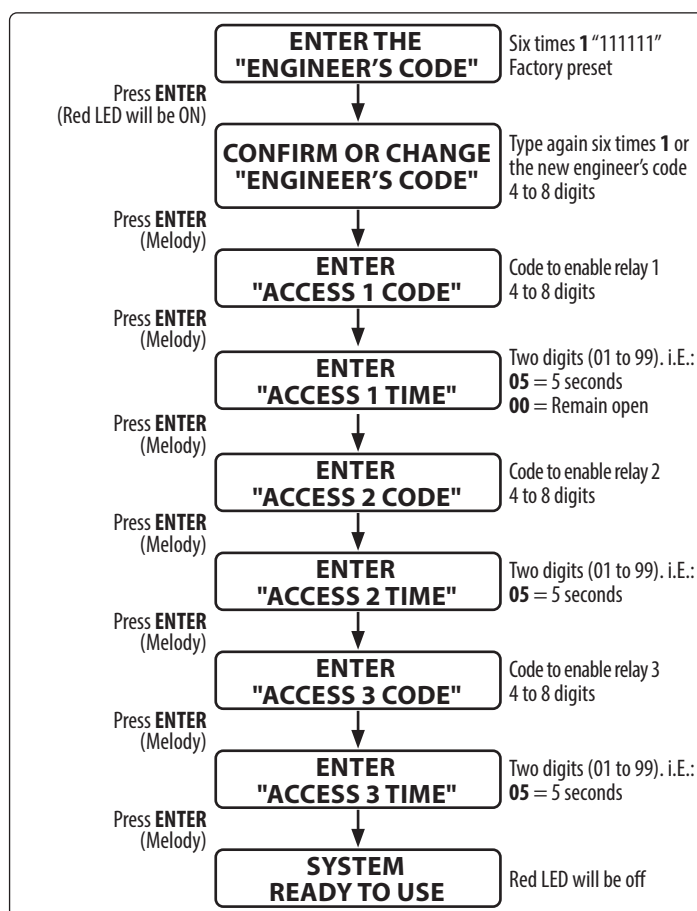 ENTER THE
"ENGINEER'S CODE"
Six times 1 “111111”
Factory preset
Press ENTER
(Red LED will be ON)
CONFIRM OR CHANGE
"ENGINEER'S CODE"
Type again six times 1 or
the new engineer's code
4 to 8 digits
Press ENTER
(Melody)
ENTER
"ACCESS 1 CODE"
Code to enable relay 1
4 to 8 digits
Press ENTER
(Melody)
ENTER
"ACCESS 1 TIME"
Two digits (01 to 99). i.E.:
05 = 5 seconds
00 = Remain open
Press ENTER
(Melody)
ENTER
"ACCESS 2 CODE"
Code to enable relay 2
4 to 8 digits
Press ENTER
(Melody)
ENTER
"ACCESS 2 TIME"
Two digits (01 to 99). i.E.:
05 = 5 seconds
Press ENTER
(Melody)
ENTER
"ACCESS 3 CODE"
Code to enable relay 3
4 to 8 digits
Press ENTER
(Melody)
ENTER
"ACCESS 3 TIME"
Two digits (01 to 99). i.E.:
05 = 5 seconds
Press ENTER
(Melody)
SYSTEM
READY TO USE
Red LED will be off